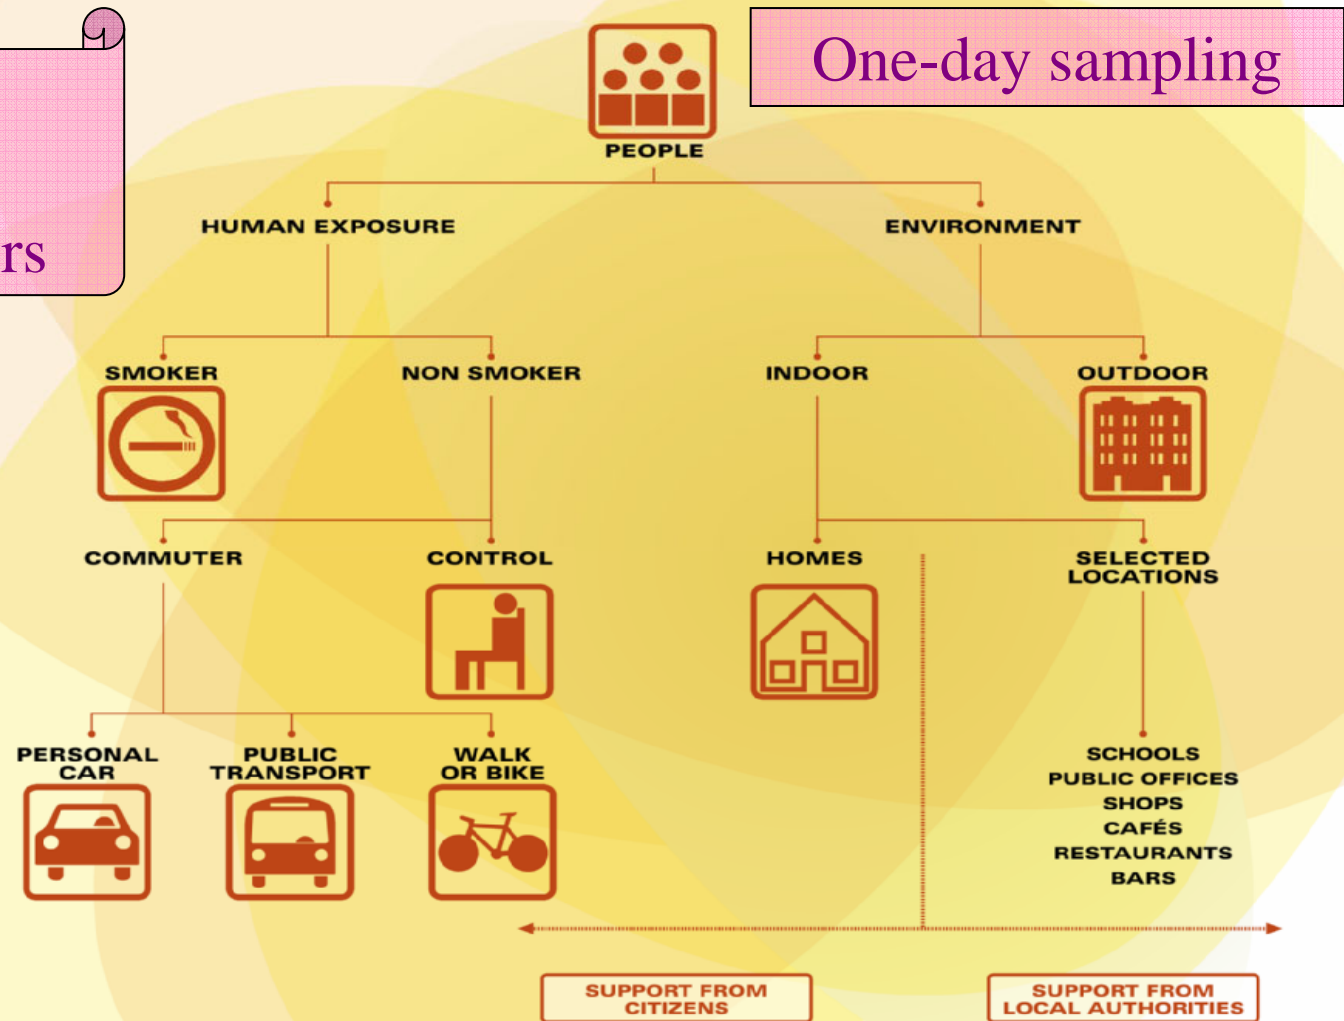 One-day sampling
rs
PEOPLE
HUMAN EXPOSURE
ENVIRONMENT
SMOKER
NON SMOKER
INDOOR
OUTDOOR
COMMUTER
CONTROL
HOMES
SELECTED
LOCATIONS
PERSONAL
CAR
PUBLIC
TRANSPORT
WALK
OR BIKE
SCHOOLS
PUBLIC OFFICES
SHOPS
CAFÉS
RESTAURANTS
BARS
SUPPORT FROM
CITIZENS
SUPPORT FROM
LOCAL AUTHORITIES